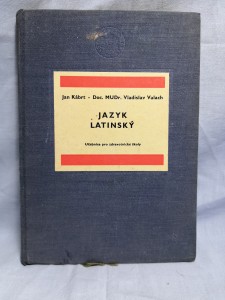 Jan Kábrt - Doc. MUDr. Vladislav Valach
JAZYK
LATINSKÝ
Učebnice pro zdravotnické školy